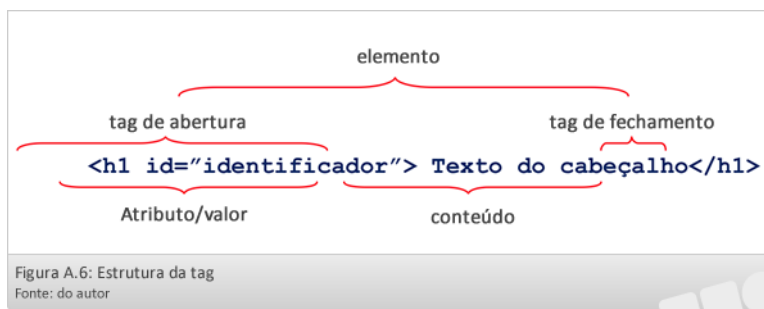 elemento
tag de abertura tag de fechamento
<h1 id="identificador"> Texto do cabeçalho</h1>
Atributo/valor conteúdo
Figura A.6: Estrutura da tag
Fonte: do autor